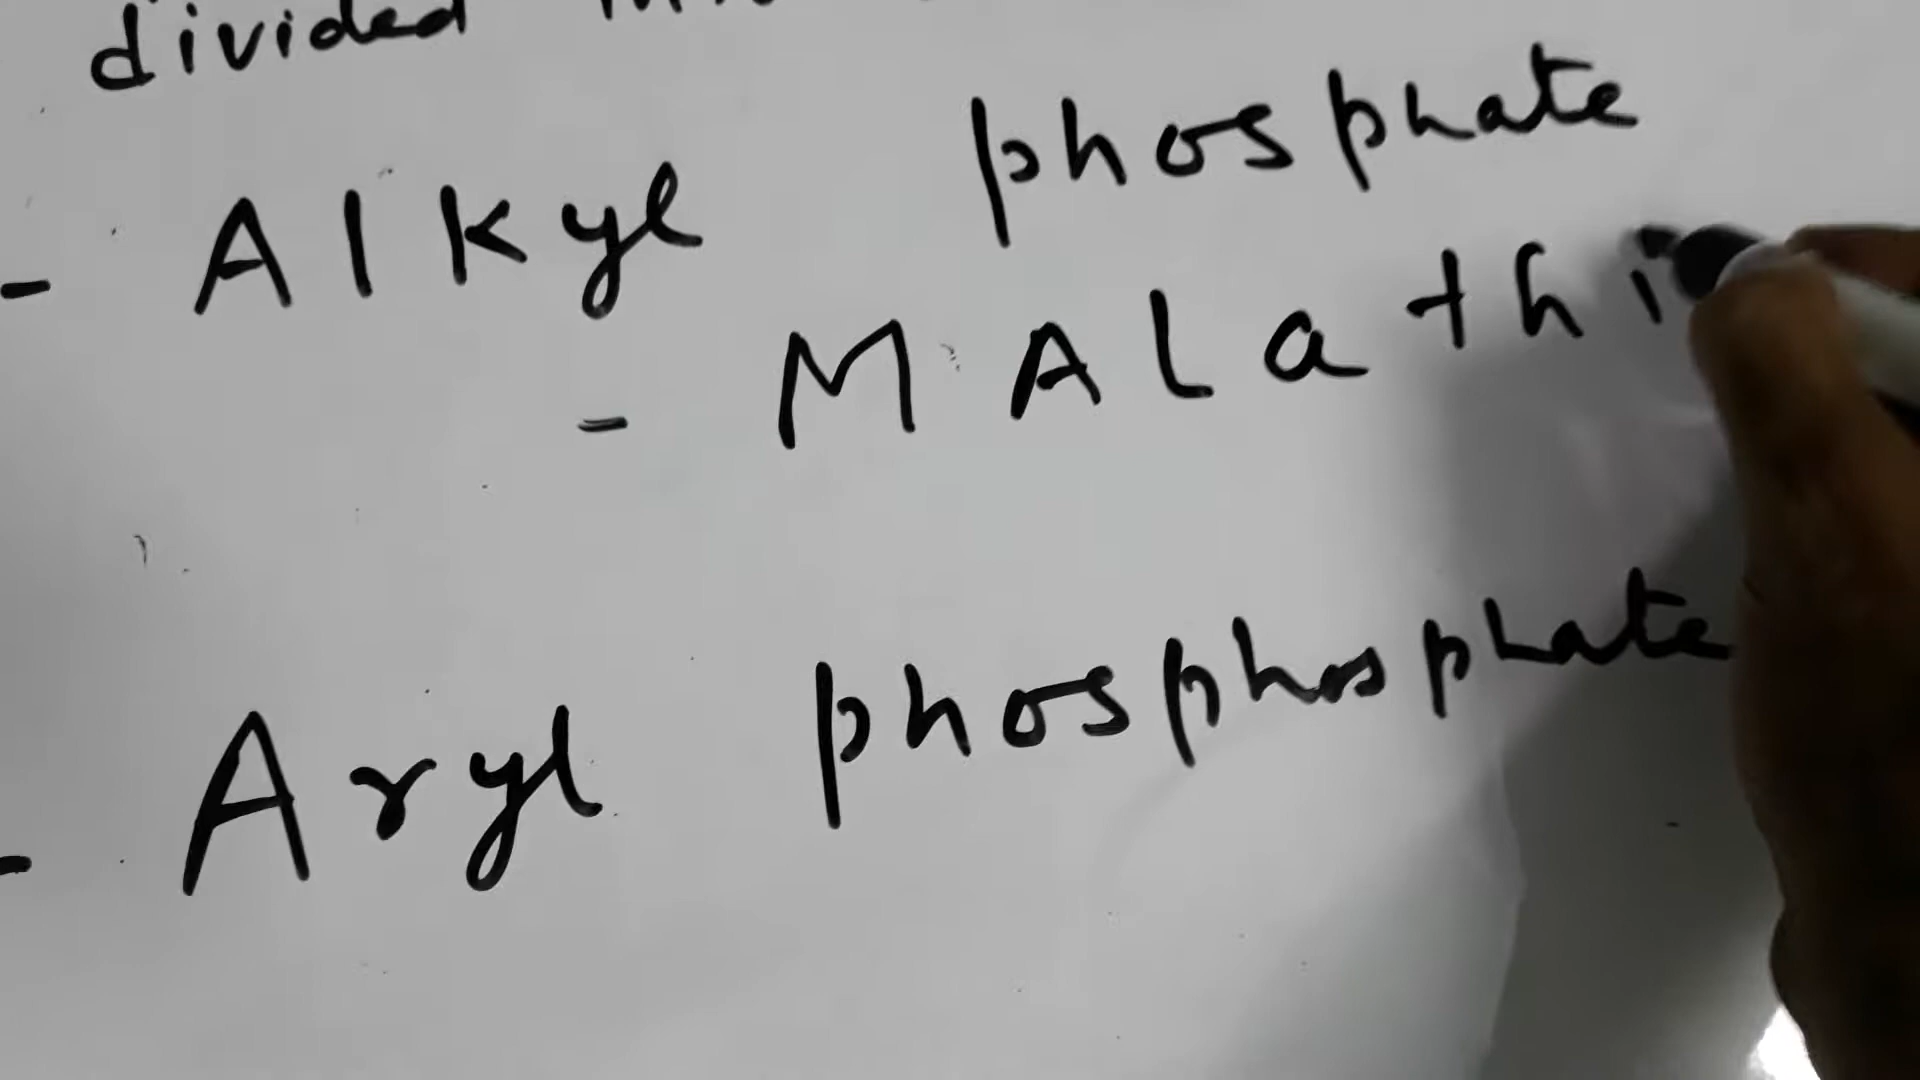 divided
- Alkyl phosphate
- MALathi
- Aryl phosphosphate